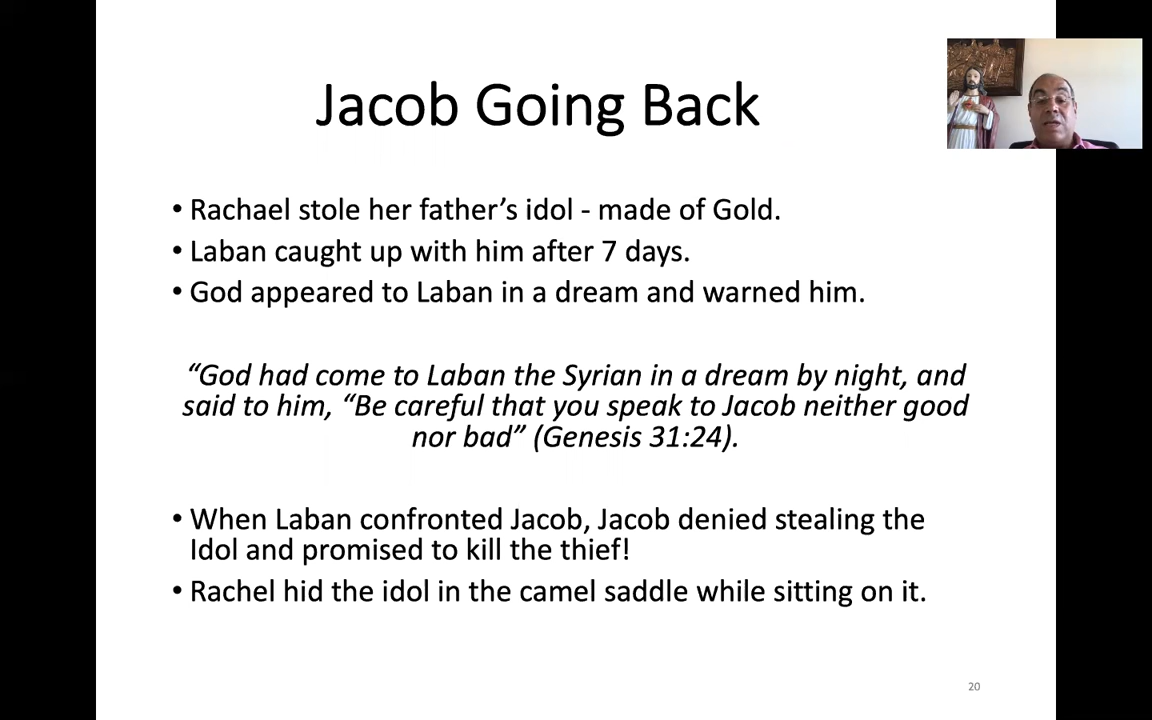 Jacob Going Back
• Rachael stole her father’s idol - made of Gold.
• Laban caught up with him after 7 days.
• God appeared to Laban in a dream and warned him.
“God had come to Laban the Syrian in a dream by night, and
said to him, “Be careful that you speak to Jacob neither good
nor bad” (Genesis 31:24).
• When Laban confronted Jacob, Jacob denied stealing the
Idol and promised to kill the thief!
• Rachel hid the idol in the camel saddle while sitting on it.
20